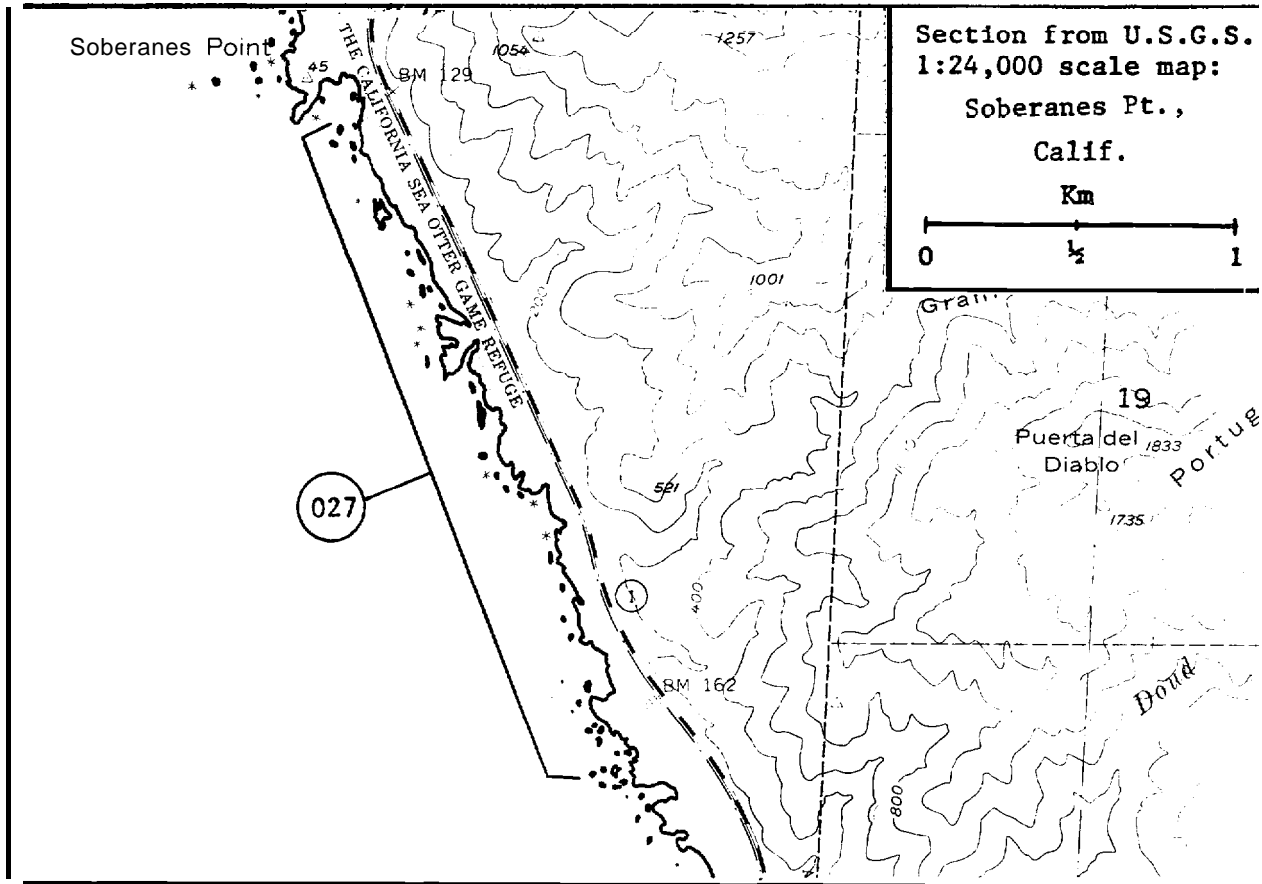 Soberanes Point
45
THE CALIFORNIA SEA OTTER GAME REFUGE
BM 129
1054
1257
Section from U.S.G.S.
1:24,000 scale map:
Soberanes Pt.,
Calif.
Km
0 ½ 1
200
1001
19
Puerta del
Diablo
1833
Portug
521
1735
027
1
400
BM 162
Doud
800